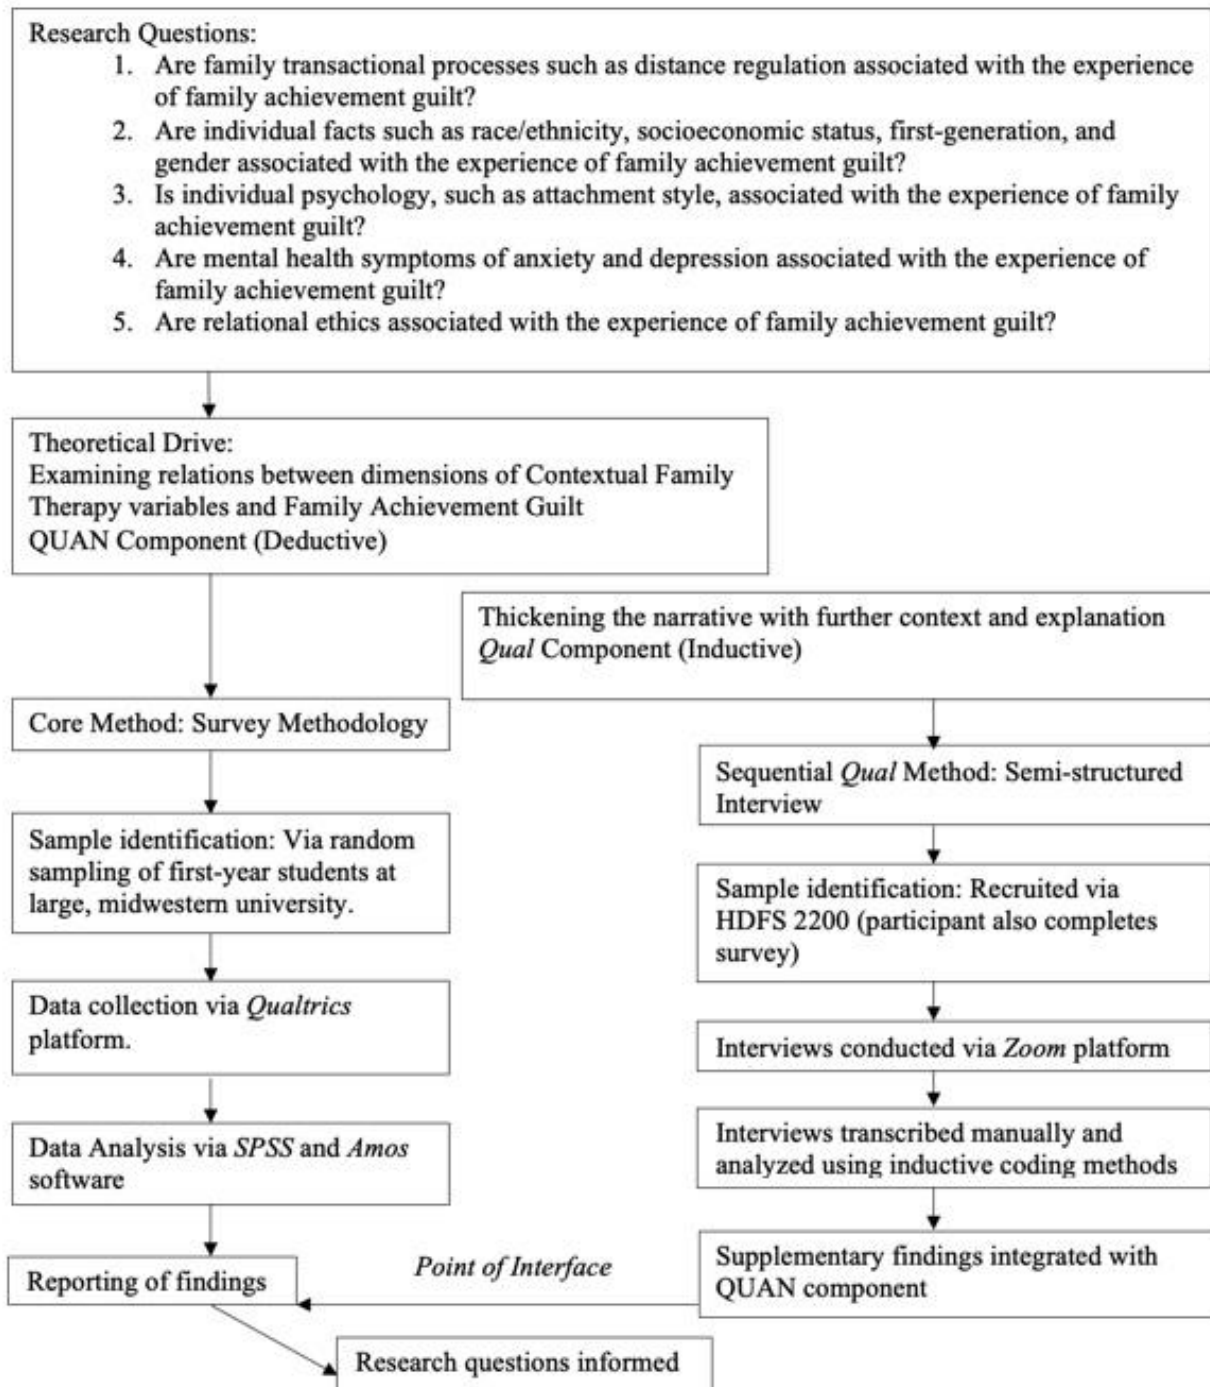 Research Questions:
1. Are family transactional processes such as distance regulation associated with the experience
of family achievement guilt?
2. Are individual facts such as race/ethnicity, socioeconomic status, first-generation, and
gender associated with the experience of family achievement guilt?
3. Is individual psychology, such as attachment style, associated with the experience of family
achievement guilt?
4. Are mental health symptoms of anxiety and depression associated with the experience of
family achievement guilt?
5. Are relational ethics associated with the experience of family achievement guilt?
Theoretical Drive:
Examining relations between dimensions of Contextual Family
Therapy variables and Family Achievement Guilt
QUAN Component (Deductive)
Thickening the narrative with further context and explanation
Qual Component (Inductive)
Core Method: Survey Methodology
Sample identification: Via random
sampling of first-year students at
large, midwestern university.
Data collection via Qualtrics
platform.
Data Analysis via SPSS and Amos
software
Sequential Qual Method: Semi-structured
Interview
Sample identification: Recruited via
HDFS 2200 (participant also completes
survey)
Interviews conducted via Zoom platform
Interviews transcribed manually and
analyzed using inductive coding methods
Supplementary findings integrated with
QUAN component
Point of Interface
Reporting of findings
Research questions informed